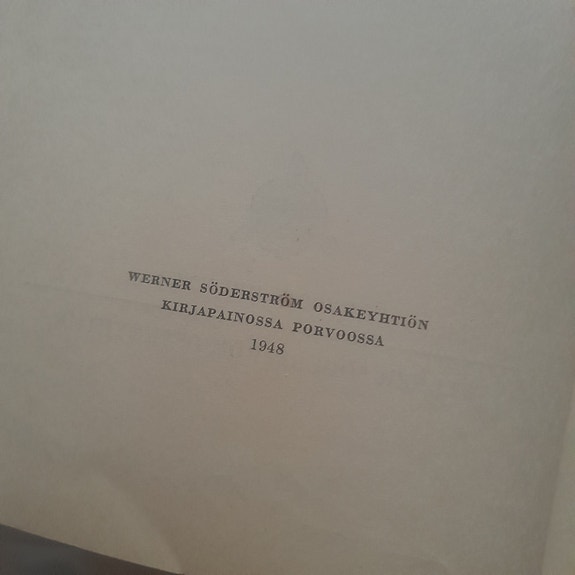 WERNER SÖDERSTRÖM OSAKEYHTIÖN
KIRJAPAINOSSA PORVOOSSA
1948